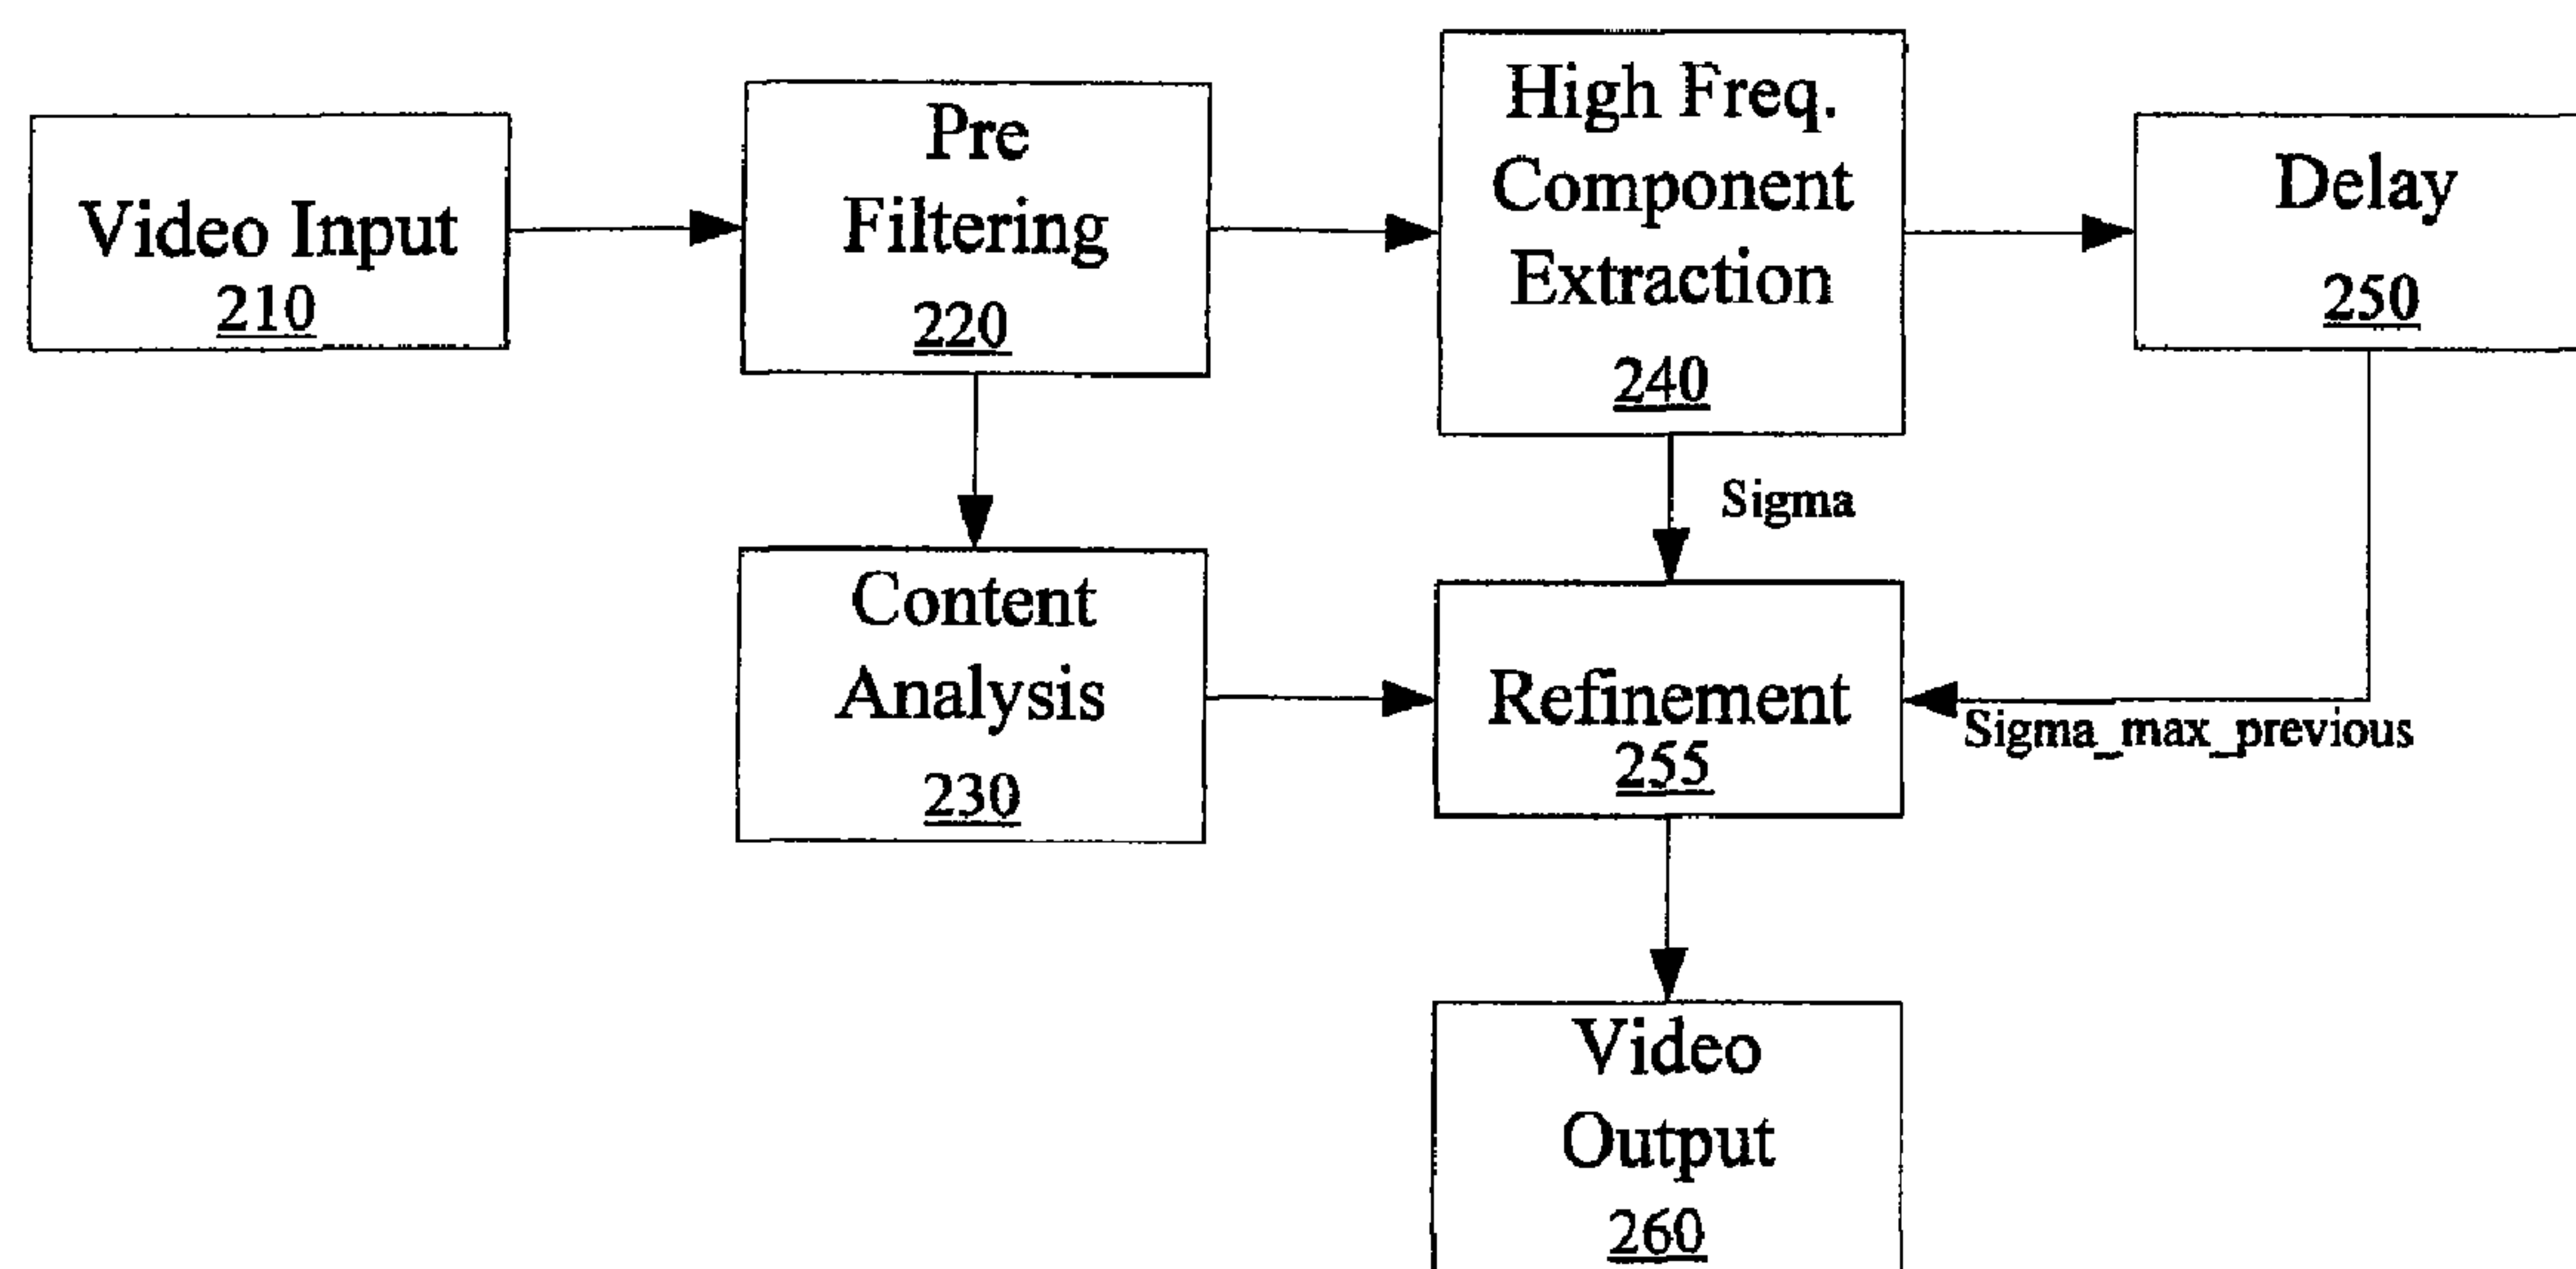 Video Input
210
Pre
Filtering
220
High Freq.
Component
Extraction
240
Delay
250
Sigma
Content
Analysis
230
Refinement
255
Sigma_max_previous
Video
Output
260